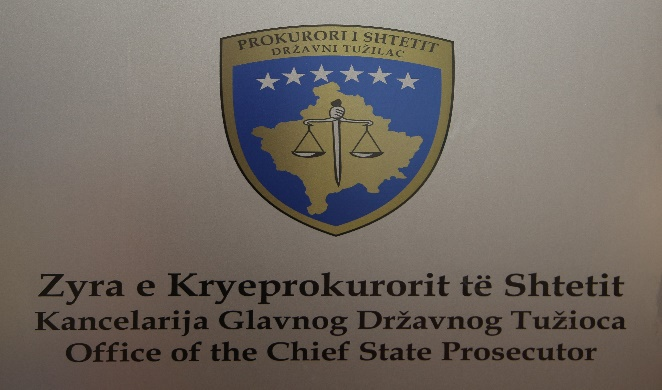 PROKURORI I SHTETIT
DRŽAVNI TUŽILAC
Zyra e Kryeprokurorit të Shtetit
Kancelarija Glavnog Državnog Tužioca
Office of the Chief State Prosecutor